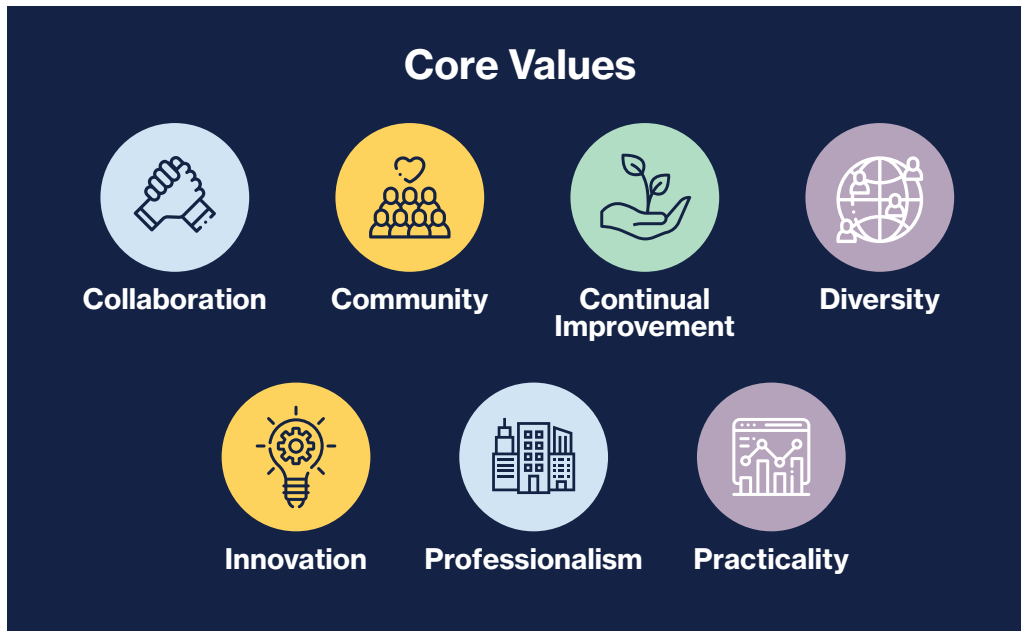 Core Values
Collaboration
Community
Continual
Improvement
Diversity
Innovation
Professionalism
Practicality